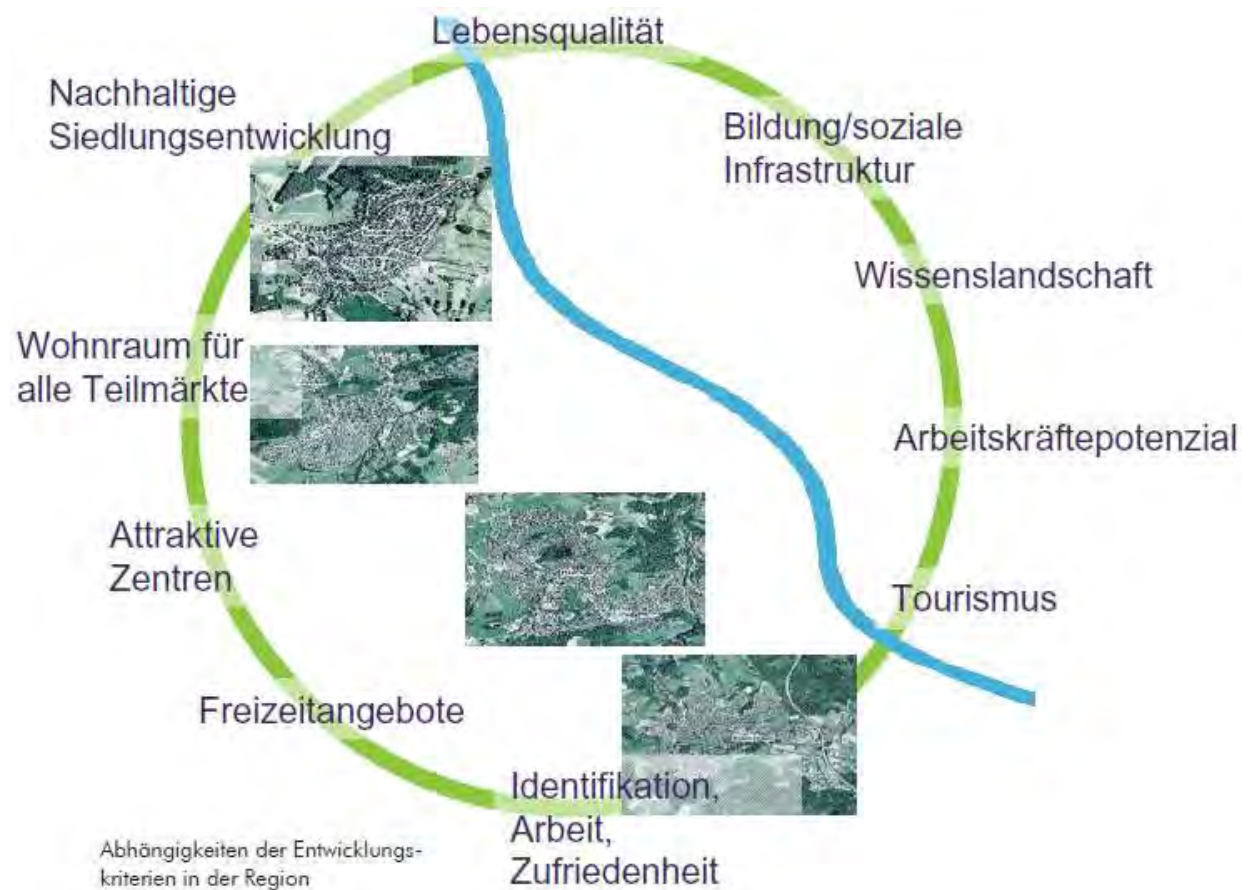 Lebensqualität
Nachhaltige
Siedlungsentwicklung
Bildung/soziale
Infrastruktur
Wissenslandschaft
Wohnraum für
alle Teilmärkte
Arbeitskräftepotenzial
Attraktive
Zentren
Tourismus
Freizeitangebote
Identifikation,
Arbeit,
Zufriedenheit
Abhängigkeiten der Entwicklungs-
kriterien in der Region